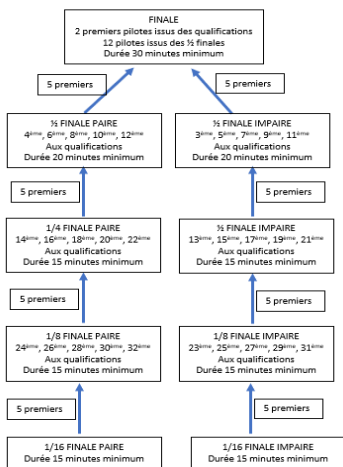 FINALE
2 premiers pilotes issus des qualifications
12 pilotes issus des ½ finales
Durée 30 minutes minimum
5 premiers
5 premiers
½ FINALE PAIRE
4ème, 6ème, 8ème, 10ème, 12ème
Aux qualifications
Durée 20 minutes minimum
½ FINALE IMPAIRE
3ème, 5ème, 7ème, 9ème, 11ème
Aux qualifications
Durée 20 minutes minimum
5 premiers
5 premiers
1/4 FINALE PAIRE
14ème, 16ème, 18ème, 20ème, 22ème
Aux qualifications
Durée 15 minutes minimum
½ FINALE IMPAIRE
13ème, 15ème, 17ème, 19ème, 21ème
Aux qualifications
Durée 15 minutes minimum
5 premiers
5 premiers
1/8 FINALE PAIRE
24ème, 26ème, 28ème, 30ème, 32ème
Aux qualifications
Durée 15 minutes minimum
1/8 FINALE IMPAIRE
23ème, 25ème, 27ème, 29ème, 31ème
Aux qualifications
Durée 15 minutes minimum
5 premiers
5 premiers
1/16 FINALE PAIRE
Durée 15 minutes minimum
1/16 FINALE IMPAIRE
Durée 15 minutes minimum